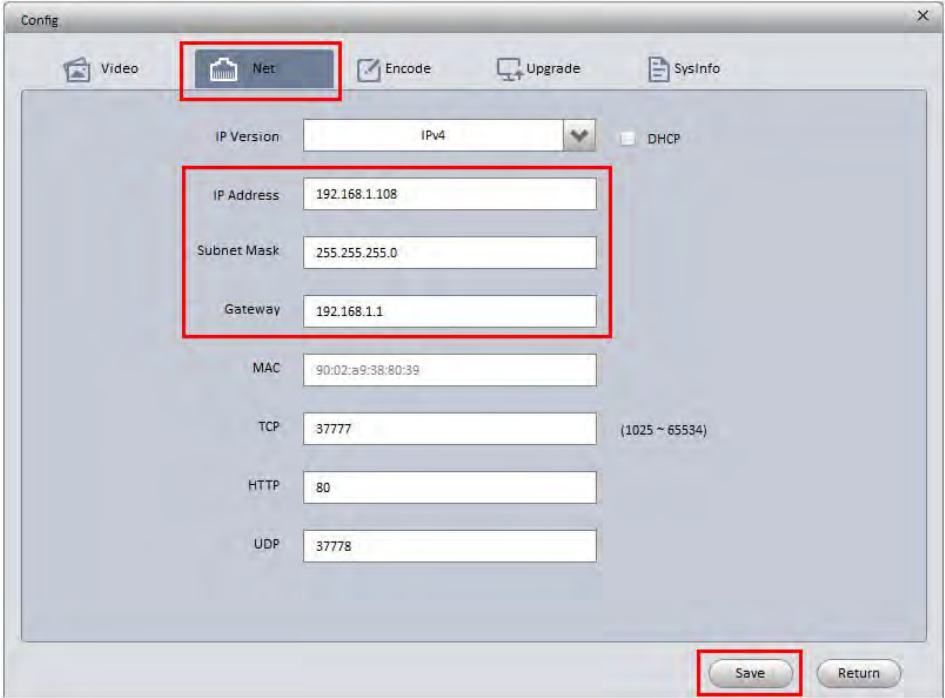 Config
Video Net Encode Upgrade SysInfo
IP Version IPv4 DHCP
IP Address 192.168.1.108
Subnet Mask 255.255.255.0
Gateway 192.168.1.1
MAC 90:02:a9:38:80:39
TCP 37777 (1025 ~ 65534)
HTTP 80
UDP 37778
Save Return